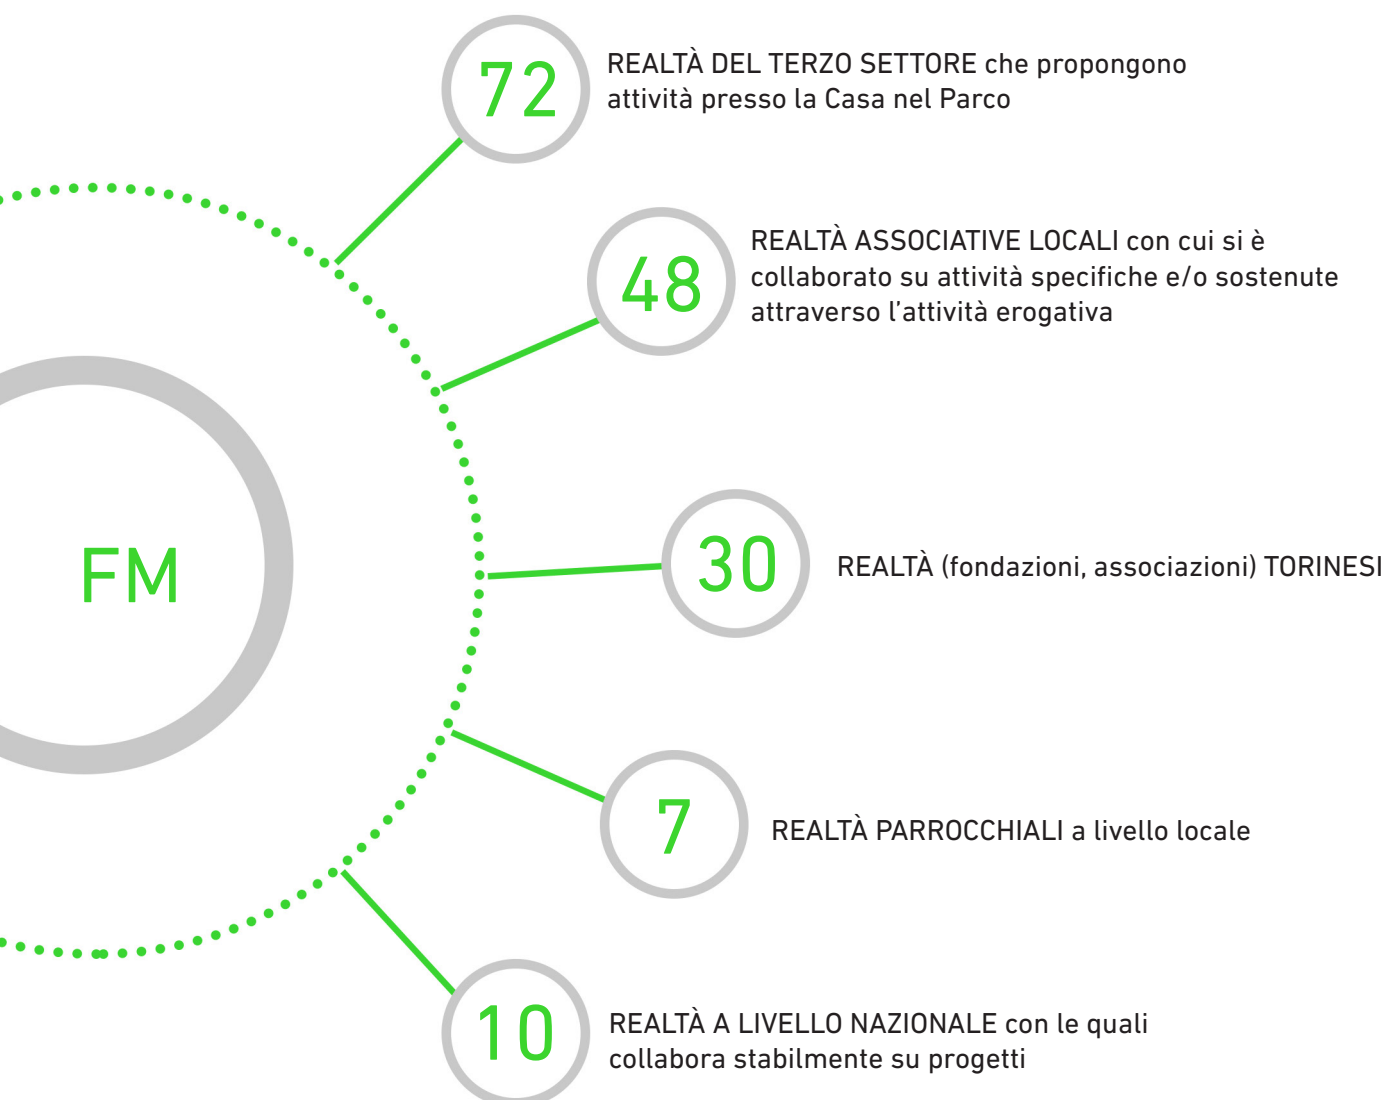 72
REALTÀ DEL TERZO SETTORE che propongono
attività presso la Casa nel Parco
48
REALTÀ ASSOCIATIVE LOCALI con cui si è
collaborato su attività specifiche e/o sostenute
attraverso l'attività erogativa
FM
30
REALTÀ (fondazioni, associazioni) TORINESI
7
REALTÀ PARROCCHIALI a livello locale
10
REALTÀ A LIVELLO NAZIONALE con le quali
collabora stabilmente su progetti